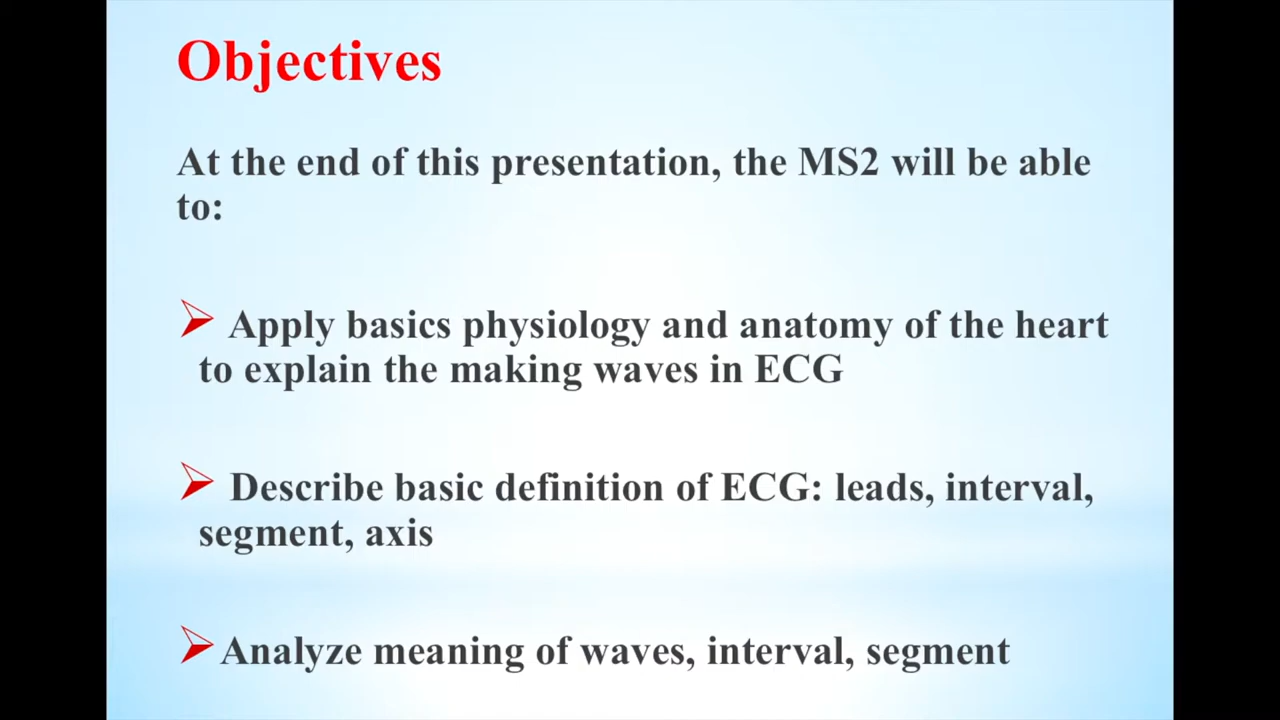 Objectives
At the end of this presentation, the MS2 will be able
to:
Apply basics physiology and anatomy of the heart
to explain the making waves in ECG
Describe basic definition of ECG: leads, interval,
segment, axis
Analyze meaning of waves, interval, segment